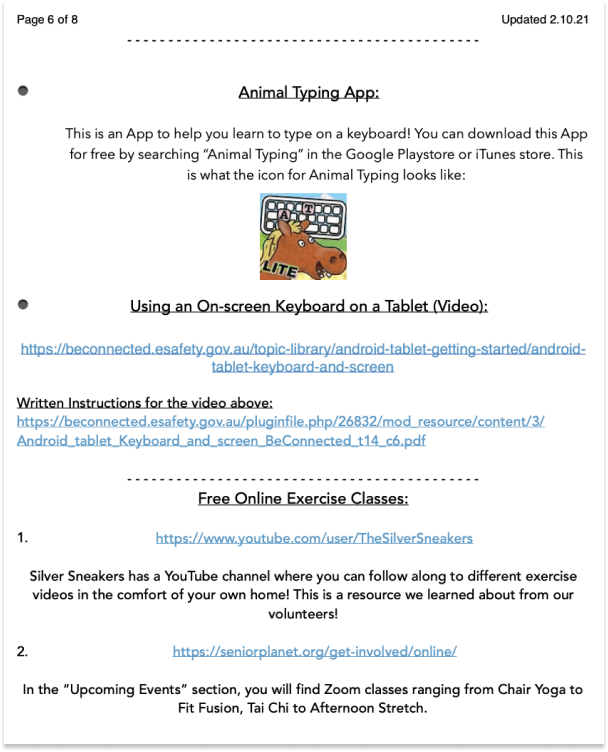 Page 6 of 8 Updated 2.10.21
- - - - - - - - - - - - - - - - - - - - - - - - - - - - - - - - - - - - - - - - - - -
Animal Typing App:
This is an App to help you learn to type on a keyboard! You can download this App
for free by searching “Animal Typing” in the Google Playstore or iTunes store. This
is what the icon for Animal Typing looks like:
A T
LITE
Using an On-screen Keyboard on a Tablet (Video):
https://beconnected.esafety.gov.au/topic-library/android-tablet-getting-started/android-
tablet-keyboard-and-screen
Written Instructions for the video above:
https://beconnected.esafety.gov.au/pluginfile.php/26832/mod_resource/content/3/
Android_tablet_Keyboard_and_screen_BeConnected_t14_c6.pdf
- - - - - - - - - - - - - - - - - - - - - - - - - - - - - - - - - - - - - - - - - - -
Free Online Exercise Classes:
1. https://www.youtube.com/user/TheSilverSneakers
Silver Sneakers has a YouTube channel where you can follow along to different exercise
videos in the comfort of your own home! This is a resource we learned about from our
volunteers!
2. https://seniorplanet.org/get-involved/online/
In the “Upcoming Events” section, you will find Zoom classes ranging from Chair Yoga to
Fit Fusion, Tai Chi to Afternoon Stretch.